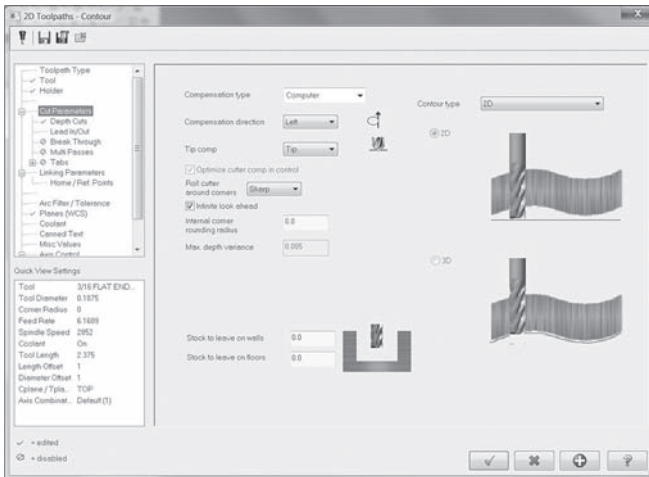 2D Toolpaths - Contour
Toolpath Type
Tool
Holder
Cut Parameters
Depth Cuts
Lead In/Out
Break Through
Multi Passes
Tabs
Linking Parameters
Home / Ref. Points
Arc Filter / Tolerance
Planes (WCS)
Coolant
Canned Text
Misc Values
Axis Control
Quick View Settings
Tool 3/16 FLAT END...
Tool Diameter 0.1875
Corner Radius 0
Feed Rate 6.1609
Spindle Speed 2852
Coolant On
Tool Length 2.375
Length Offset 1
Diameter Offset 1
Cplane / Tpla... TOP
Axis Combinat... Default (1)
✓ = edited
⊘ = disabled
Compensation type Computer
Compensation direction Left
Tip comp Tip
Optimize cutter comp in control
Roll cutter
around corners Sharp
Infinite look ahead
Internal corner
rounding radius 0.0
Max. depth variance 0.005
Stock to leave on walls 0.0
Stock to leave on floors 0.0
Contour type 2D
2D
3D